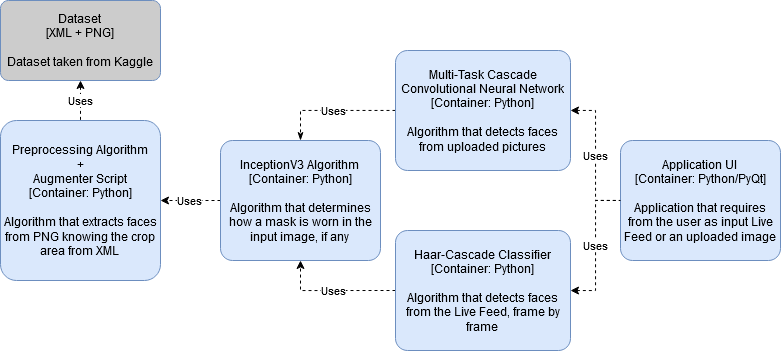 Dataset
[XML + PNG]
Dataset taken from Kaggle
Uses
Preprocessing Algorithm
+
Augmenter Script
[Container: Python]
Algorithm that extracts faces
from PNG knowing the crop
area from XML
Uses
InceptionV3 Algorithm
[Container: Python]
Algorithm that determines
how a mask is worn in the
input image, if any
Uses
Multi-Task Cascade
Convolutional Neural Network
[Container: Python]
Algorithm that detects faces
from uploaded pictures
Uses
Haar-Cascade Classifier
[Container: Python]
Algorithm that detects faces
from the Live Feed, frame by
frame
Uses
Uses
Application UI
[Container: Python/PyQt]
Application that requires
from the user as input Live
Feed or an uploaded image